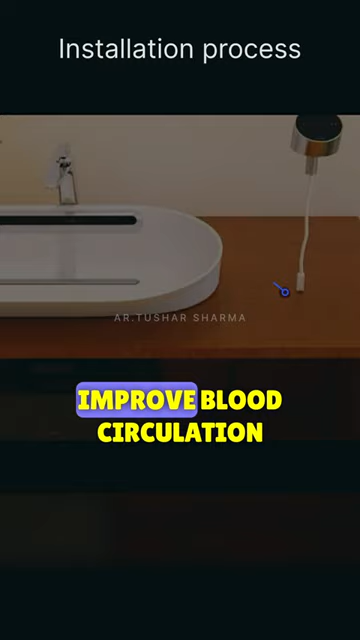 Installation process
AR.TUSHAR SHARMA
IMPROVE BLOOD
CIRCULATION